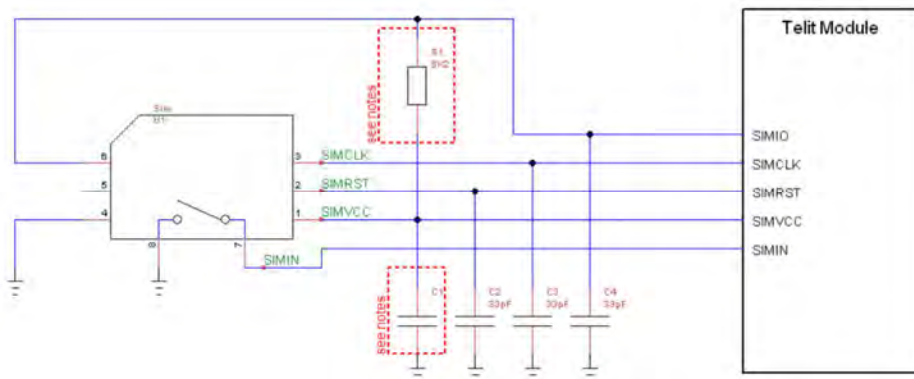 Telit Module
see notes
SIMIO
6
3
SIMCLK
SIMCLK
5
2
SIMRST
SIMRST
4
1
SIMVCC
SIMVCC
8
7
SIMIN
SIMIN
see notes
C1
C2
33pF
C3
33pF
C4
33pF